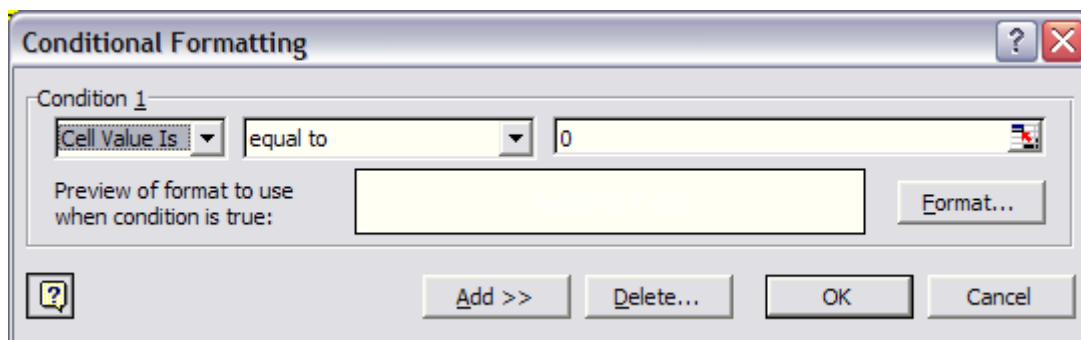 Conditional Formatting
Condition 1
Cell Value Is equal to 0
Preview of format to use
when condition is true:
Format...
Add >> Delete... OK Cancel